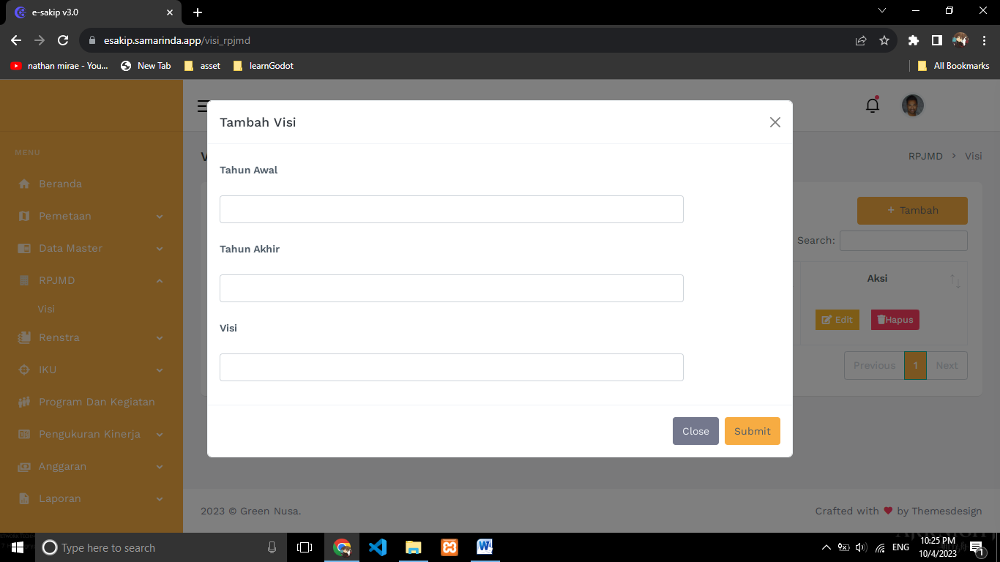 e-sakip v3.0
esakip.samarinda.app/visi_rpjmd
nathan mirae - You...
New Tab
asset
learnGodot
All Bookmarks
Tambah Visi
Tahun Awal
Tahun Akhir
Visi
Close
Submit
MENU
Beranda
Pemetaan
Data Master
RPJMD
Visi
Renstra
IKU
Program Dan Kegiatan
Pengukuran Kinerja
Anggaran
Laporan
V
RPJMD > Visi
+ Tambah
Search:
Aksi
Edit
Hapus
Previous 1 Next
2023 © Green Nusa.
Crafted with ♥ by Themesdesign
Type here to search
ENG
10:25 PM
10/4/2023
1